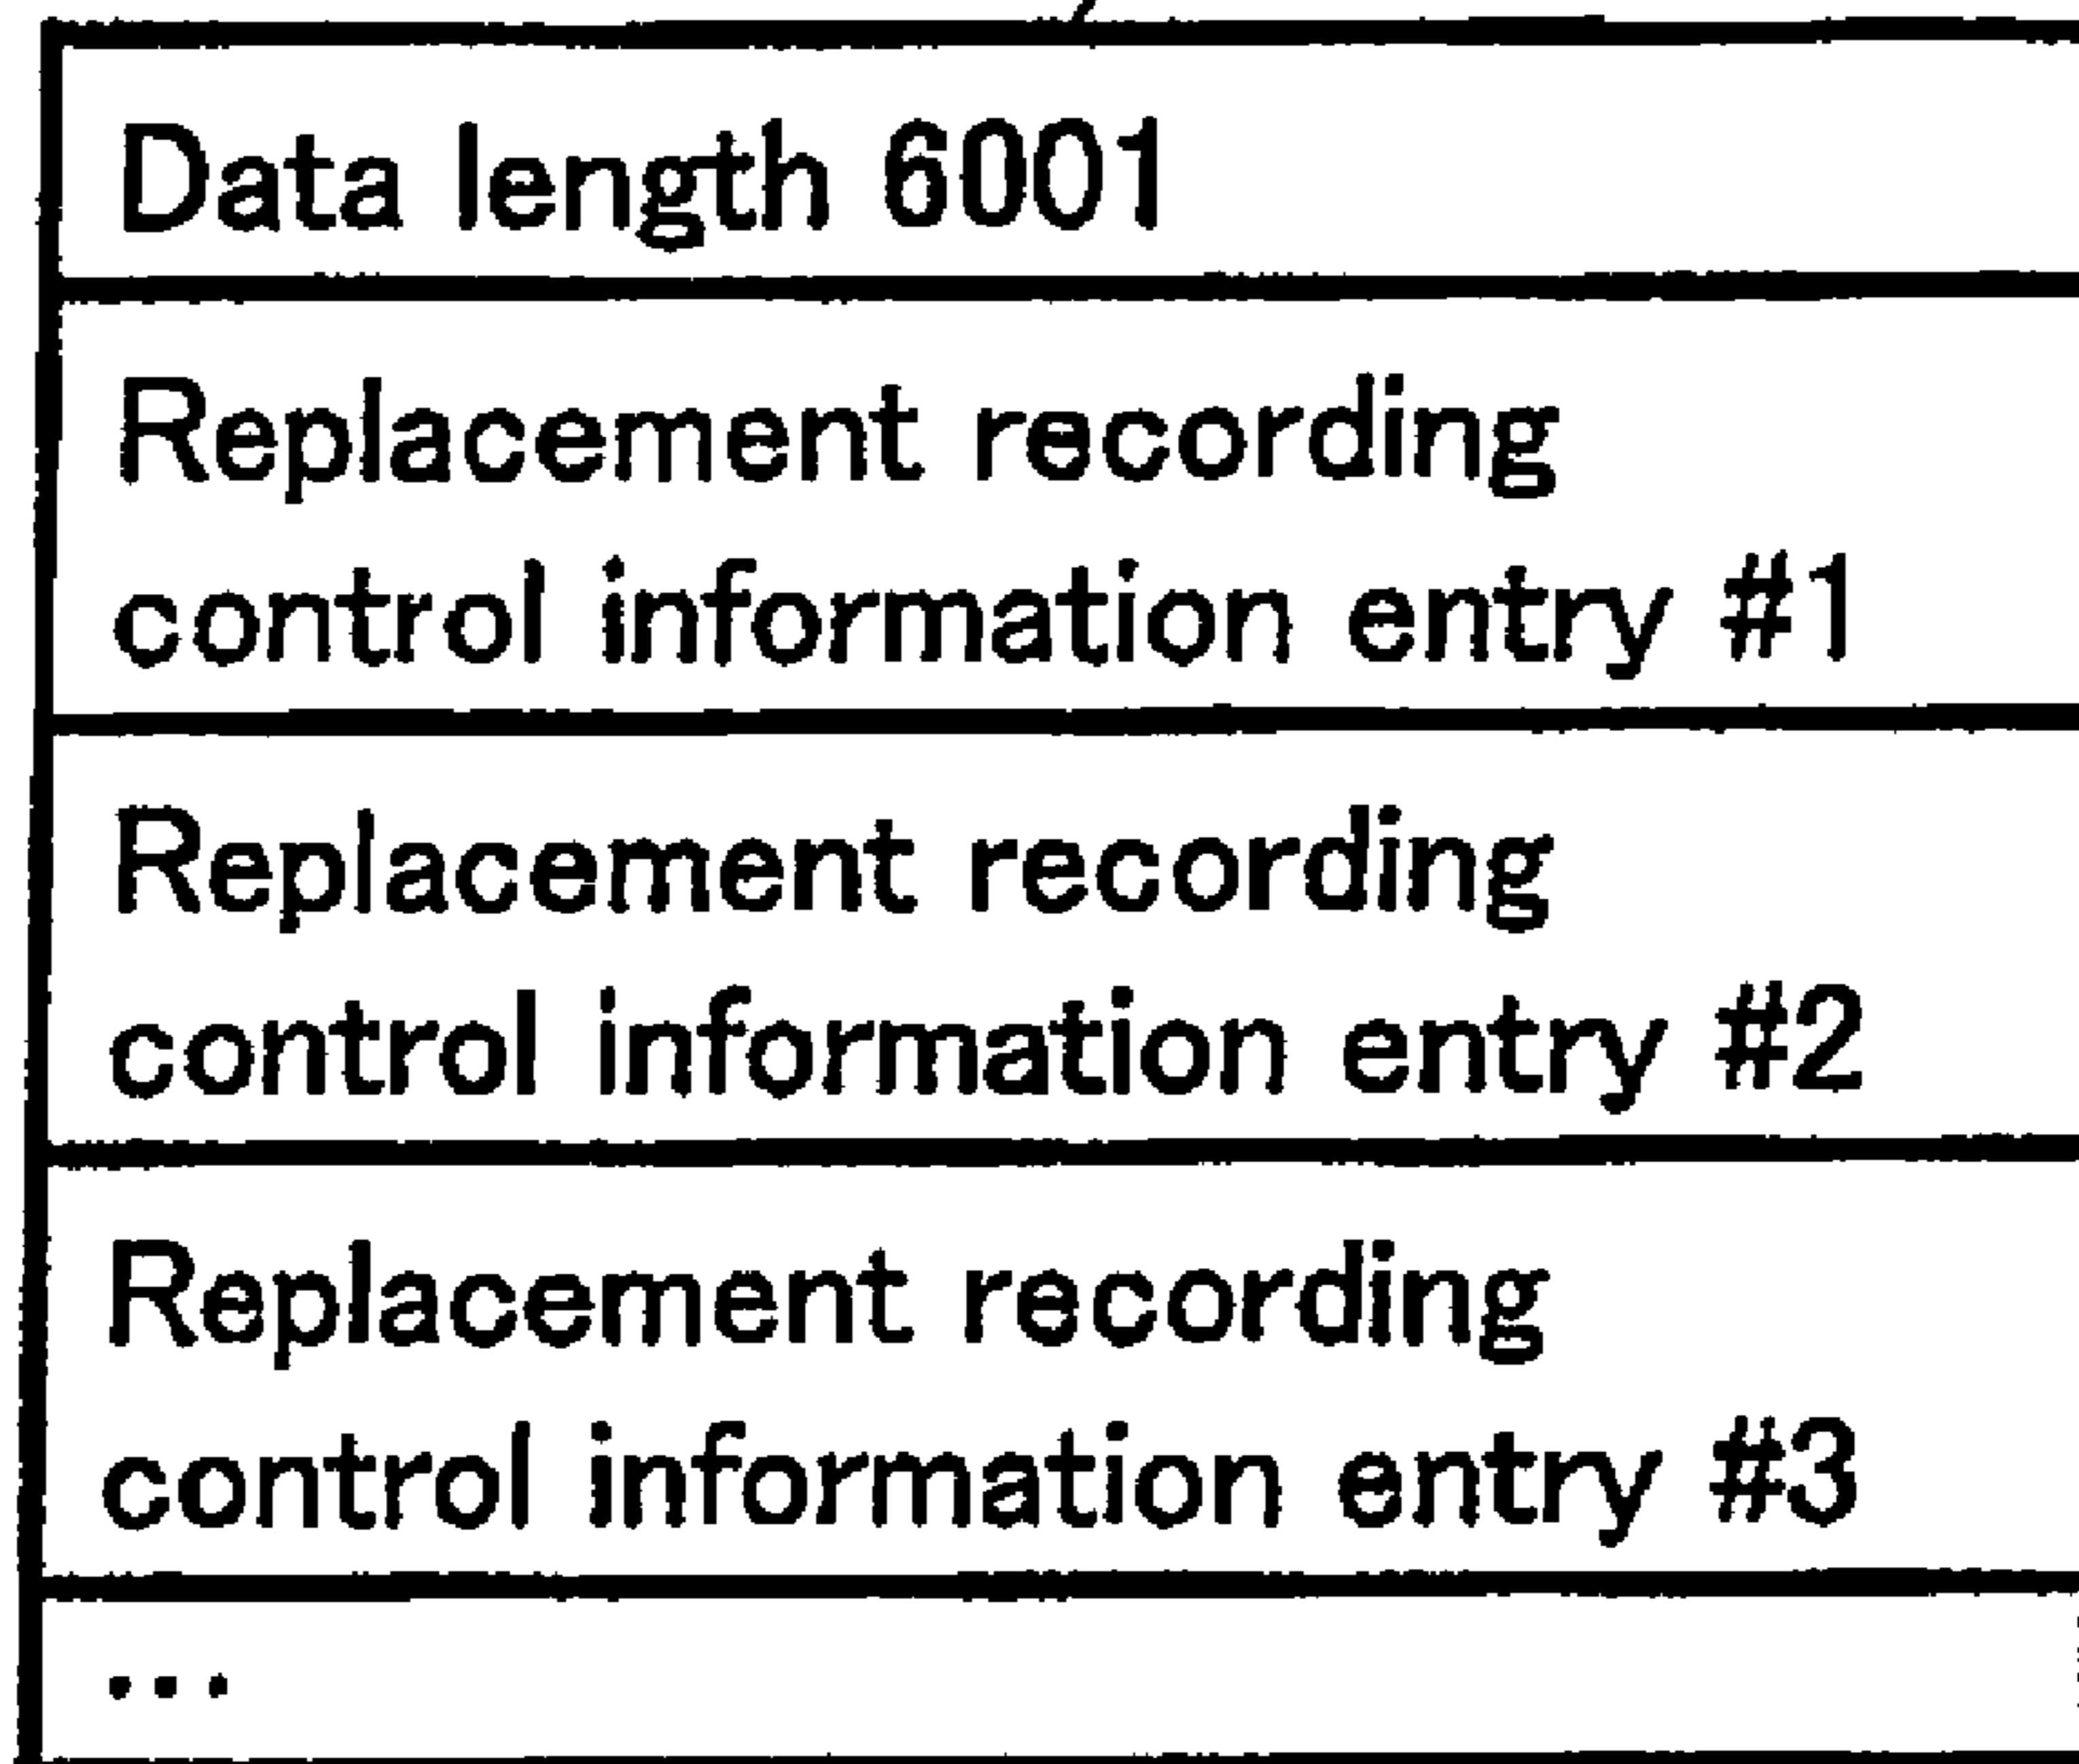 Data length 6001
Replacement recording
control information entry #1
Replacement recording
control information entry #2
Replacement recording
control information entry #3
...